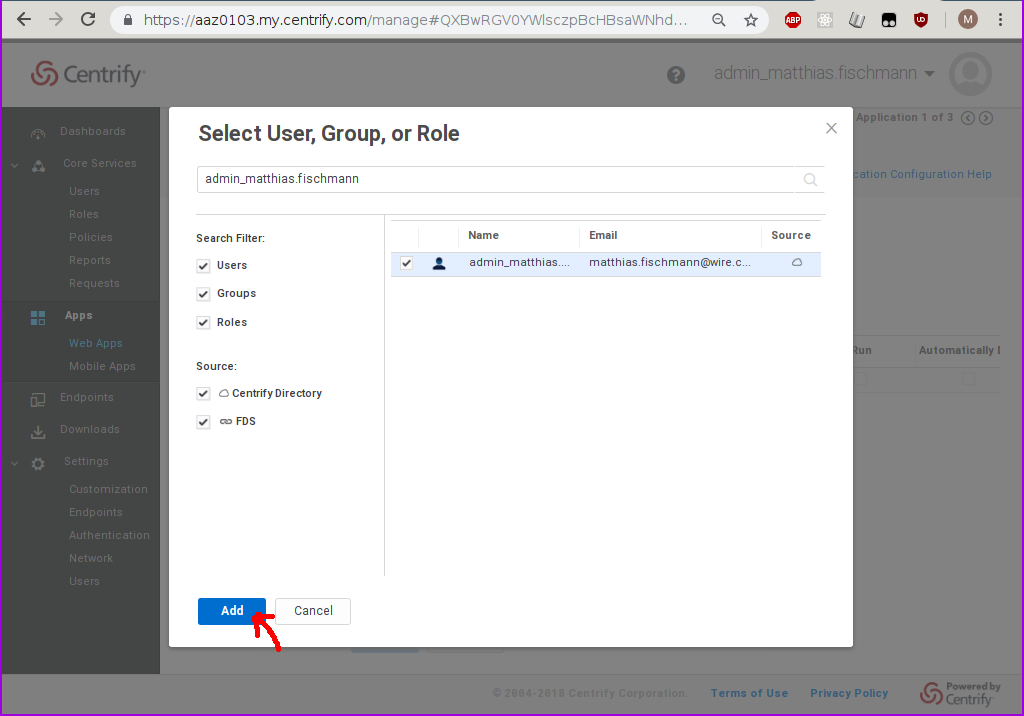 https://aaz0103.my.centrify.com/manage#QXBwRGV0YWlsczpBcHBsaWNhd...
ABP
UD
M
Centrify
?
admin_matthias.fischmann
Dashboards
Core Services
Users
Roles
Policies
Reports
Requests
Apps
Web Apps
Mobile Apps
Endpoints
Downloads
Settings
Customization
Endpoints
Authentication
Network
Users
Application 1 of 3
cation Configuration Help
Run Automatically
Select User, Group, or Role
admin_matthias.fischmann
Search Filter:
Users
Groups
Roles
Source:
Centrify Directory
FDS
Name Email Source
admin_matthias.... matthias.fischmann@wire.c...
Add Cancel
© 2004-2018 Centrify Corporation. Terms of Use Privacy Policy
Powered by
Centrify